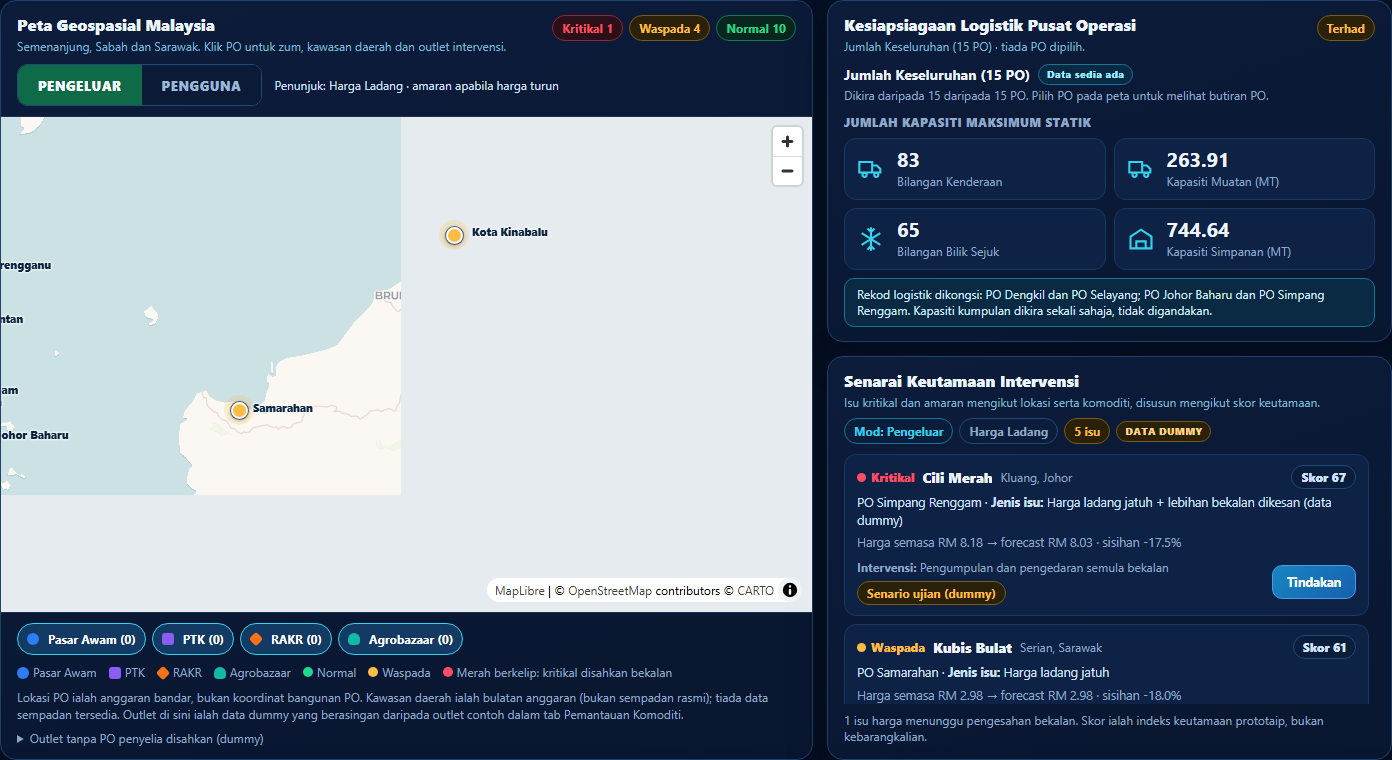 Peta Geospasial Malaysia
Kritikal 1
Waspada 4
Normal 10
Semenanjung, Sabah dan Sarawak. Klik PO untuk zum, kawasan daerah dan outlet intervensi.
PENGELUAR
PENGGUNA
Penunjuk: Harga Ladang · amaran apabila harga turun
+
−
Kota Kinabalu
rengganu
BRUI
ntan
am
Samarahan
ohor Baharu
MapLibre | © OpenStreetMap contributors © CARTO
Pasar Awam (0)
PTK (0)
RAKR (0)
Agrobazaar (0)
Pasar Awam
PTK
RAKR
Agrobazaar
Normal
Waspada
Merah berkelip: kritikal disahkan bekalan
Lokasi PO ialah anggaran bandar, bukan koordinat bangunan PO. Kawasan daerah ialah bulatan anggaran (bukan sempadan rasmi); tiada data
sempadan tersedia. Outlet di sini ialah data dummy yang berasingan daripada outlet contoh dalam tab Pemantauan Komoditi.
Outlet tanpa PO penyelia disahkan (dummy)
Kesiapsiagaan Logistik Pusat Operasi
Terhad
Jumlah Keseluruhan (15 PO) · tiada PO dipilih.
Jumlah Keseluruhan (15 PO)
Data sedia ada
Dikira daripada 15 daripada 15 PO. Pilih PO pada peta untuk melihat butiran PO.
JUMLAH KAPASITI MAKSIMUM STATIK
83
Bilangan Kenderaan
263.91
Kapasiti Muatan (MT)
65
Bilangan Bilik Sejuk
744.64
Kapasiti Simpanan (MT)
Rekod logistik dikongsi: PO Dengkil dan PO Selayang; PO Johor Baharu dan PO Simpang
Renggam. Kapasiti kumpulan dikira sekali sahaja, tidak digandakan.
Senarai Keutamaan Intervensi
Isu kritikal dan amaran mengikut lokasi serta komoditi, disusun mengikut skor keutamaan.
Mod: Pengeluar
Harga Ladang
5 isu
DATA DUMMY
Kritikal Cili Merah Kluang, Johor
Skor 67
PO Simpang Renggam · Jenis isu: Harga ladang jatuh + lebihan bekalan dikesan (data
dummy)
Harga semasa RM 8.18 → forecast RM 8.03 · sisihan -17.5%
Intervensi: Pengumpulan dan pengedaran semula bekalan
Senario ujian (dummy)
Tindakan
Waspada Kubis Bulat Serian, Sarawak
Skor 61
PO Samarahan · Jenis isu: Harga ladang jatuh
Harga semasa RM 2.98 → forecast RM 2.98 · sisihan -18.0%
1 isu harga menunggu pengesahan bekalan. Skor ialah indeks keutamaan prototaip, bukan
kebarangkalian.